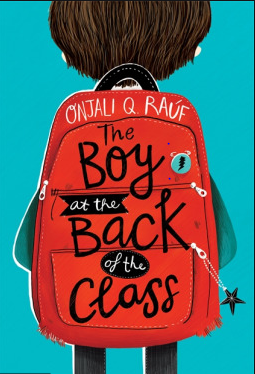 ONJALI Q RAÚF
The
Boy
at the
Back
of the
Class